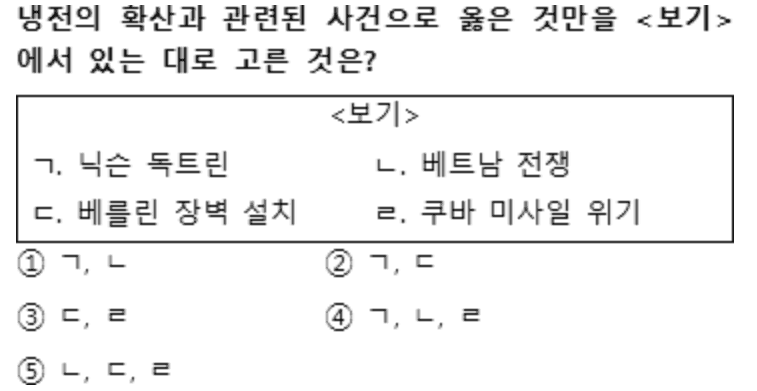 냉전의 확산과 관련된 사건으로 옳은 것만을 <보기>
에서 있는 대로 고른 것은?
<보기>
ㄱ. 닉슨 독트린 ㄴ. 베트남 전쟁
ㄷ. 베를린 장벽 설치 ㄹ. 쿠바 미사일 위기
① ㄱ, ㄴ ② ㄱ, ㄷ
③ ㄷ, ㄹ ④ ㄱ, ㄴ, ㄹ
⑤ ㄴ, ㄷ, ㄹ